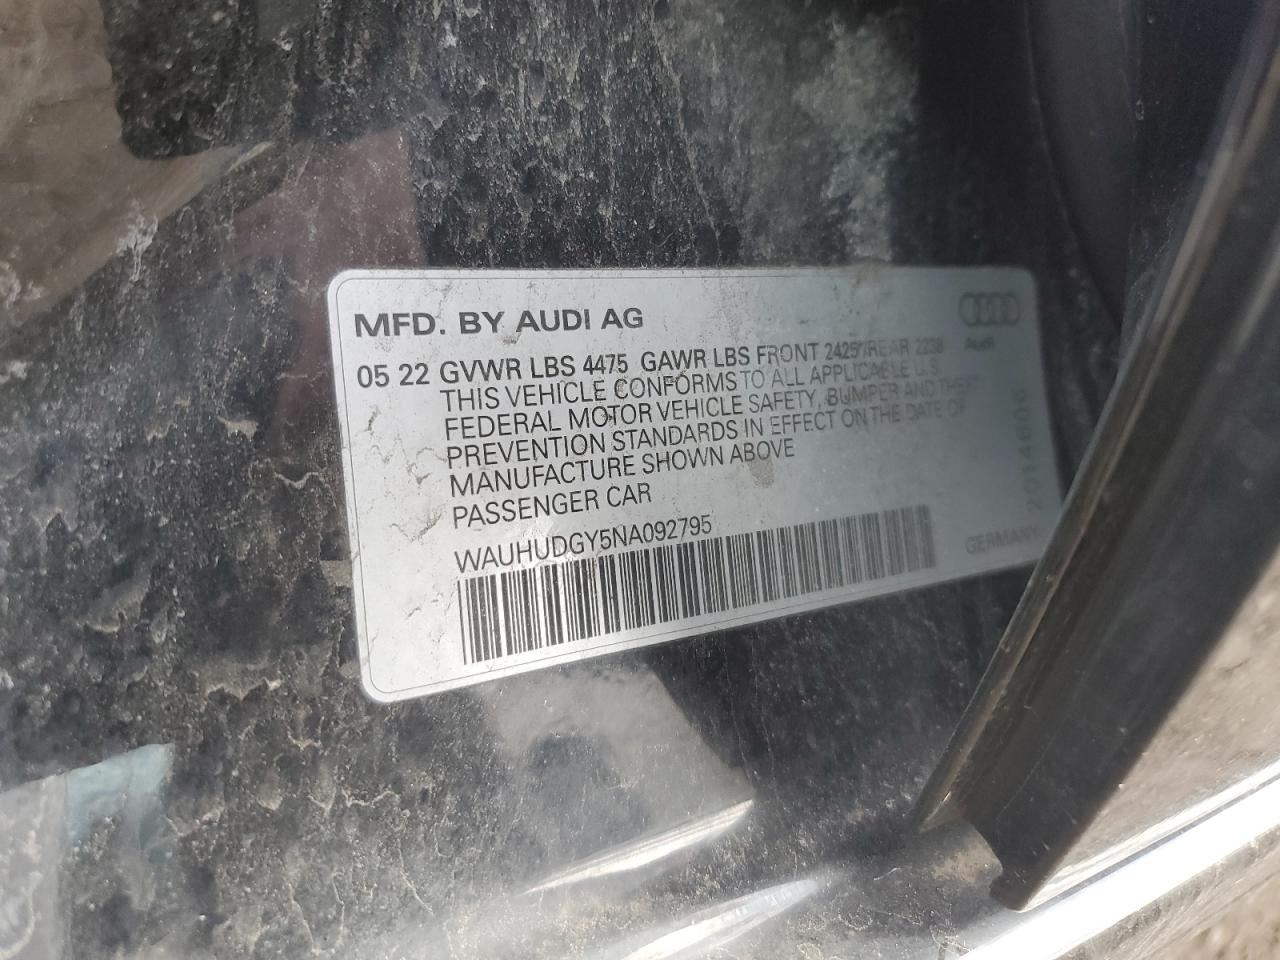 MFD. BY AUDI AG
Audi
05 22 GVWR LBS 4475 GAWR LBS FRONT 2425 /REAR 2238
THIS VEHICLE CONFORMS TO ALL APPLICABLE U.S.
FEDERAL MOTOR VEHICLE SAFETY, BUMPER AND THEFT
PREVENTION STANDARDS IN EFFECT ON THE DATE OF
MANUFACTURE SHOWN ABOVE
PASSENGER CAR
WAUHUDGY5NA092795
GERMANY